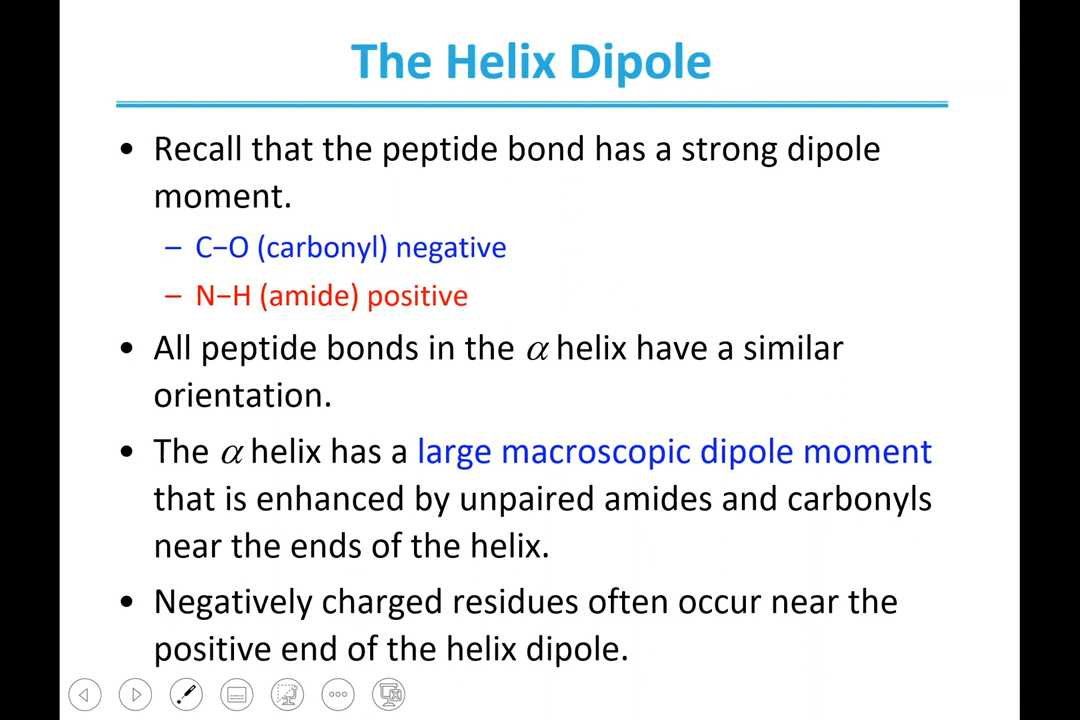 The Helix Dipole
• Recall that the peptide bond has a strong dipole
moment.
– C−O (carbonyl) negative
– N−H (amide) positive
• All peptide bonds in the α helix have a similar
orientation.
• The α helix has a large macroscopic dipole moment
that is enhanced by unpaired amides and carbonyls
near the ends of the helix.
• Negatively charged residues often occur near the
positive end of the helix dipole.